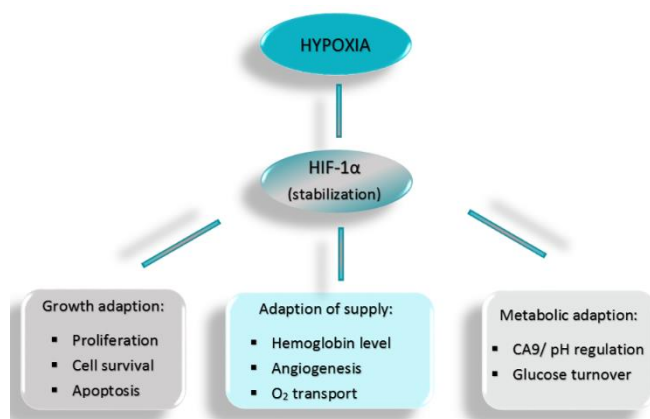 HYPOXIA
HIF-1α
(stabilization)
Growth adaption:
▪ Proliferation
▪ Cell survival
▪ Apoptosis
Adaption of supply:
▪ Hemoglobin level
▪ Angiogenesis
▪ O₂ transport
Metabolic adaption:
▪ CA9/ pH regulation
▪ Glucose turnover